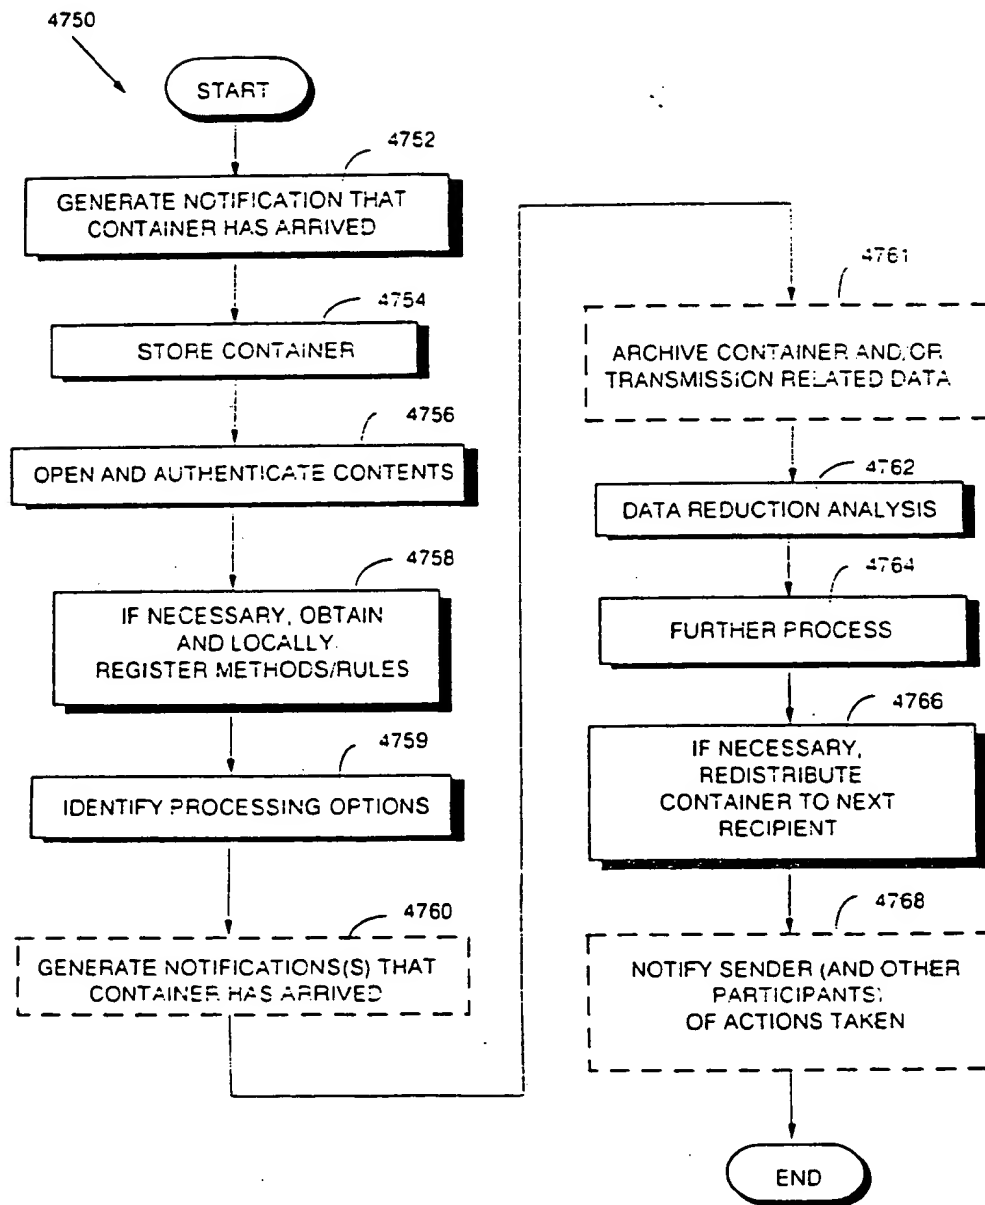 4750
START
4752
GENERATE NOTIFICATION THAT
CONTAINER HAS ARRIVED
4754
STORE CONTAINER
4756
OPEN AND AUTHENTICATE CONTENTS
4758
IF NECESSARY, OBTAIN
AND LOCALLY
REGISTER METHODS/RULES
4759
IDENTIFY PROCESSING OPTIONS
4760
GENERATE NOTIFICATIONS(S) THAT
CONTAINER HAS ARRIVED
4761
ARCHIVE CONTAINER AND/OR
TRANSMISSION RELATED DATA
4762
DATA REDUCTION ANALYSIS
4764
FURTHER PROCESS
4766
IF NECESSARY,
REDISTRIBUTE
CONTAINER TO NEXT
RECIPIENT
4768
NOTIFY SENDER (AND OTHER
PARTICIPANTS)
OF ACTIONS TAKEN
END